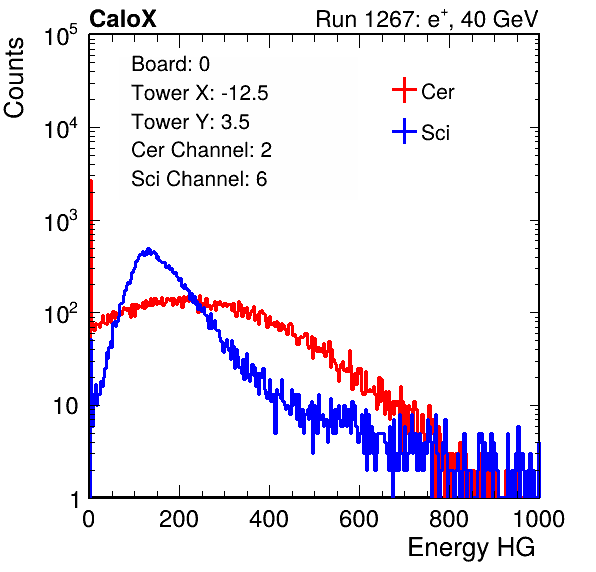 CaloX Run 1267: e⁺, 40 GeV
Counts
Board: 0
Tower X: -12.5
Tower Y: 3.5
Cer Channel: 2
Sci Channel: 6
Cer
Sci
10⁵
10⁴
10³
10²
10
1
0 200 400 600 800 1000
Energy HG